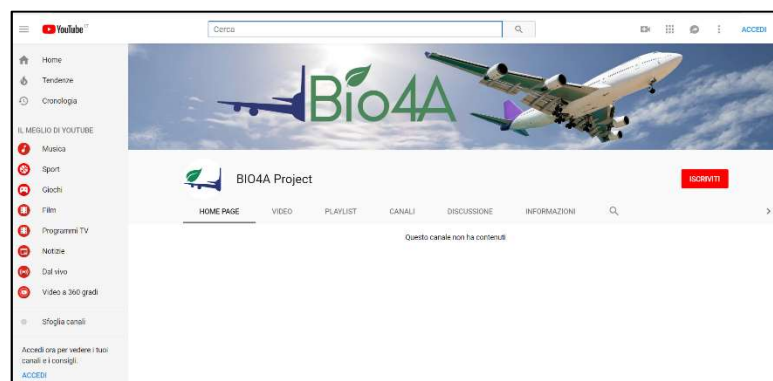 YouTube IT
Cerca
ACCEDI
Home
Tendenze
Cronologia
IL MEGLIO DI YOUTUBE
Musica
Sport
Giochi
Film
Programmi TV
Notizie
Dal vivo
Video a 360 gradi
Sfoglia canali
Accedi ora per vedere i tuoi
canali e i consigli.
ACCEDI
Bio4A
BIO4A Project
ISCRIVITI
HOME PAGE VIDEO PLAYLIST CANALI DISCUSSIONE INFORMAZIONI
Questo canale non ha contenuti